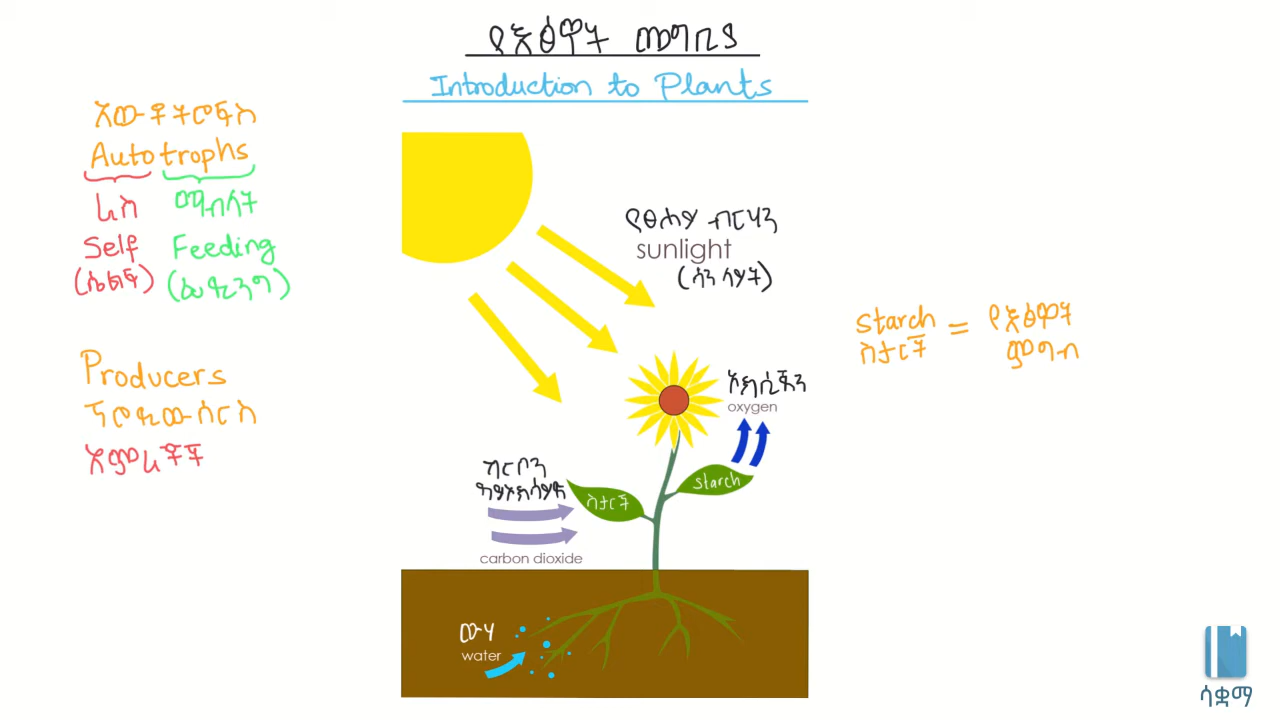 የእፅዋት መግቢያ
Introduction to Plants
አውቶትሮፍስ
Autotrophs
ራስ ማብላት
Self Feeding
(ሴልፍ) (ፊዲንግ)
Producers
ፕሮዲውሰርስ
አምራቾች
የፀሐይ ብርሃን
sunlight
(ሳን ላይት)
starch = የእፅዋት
ስታርች ምግብ
ኦክሲጅን
oxygen
starch
ስታርች
ካርቦን
ዳይኦክሳይድ
carbon dioxide
ውሃ
water
ሳቋማ